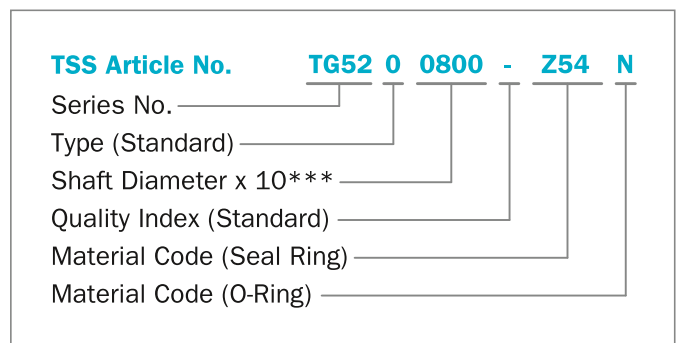 TSS Article No. TG52 0 0800 - Z54 N
Series No.
Type (Standard)
Shaft Diameter x 10***
Quality Index (Standard)
Material Code (Seal Ring)
Material Code (O-Ring)